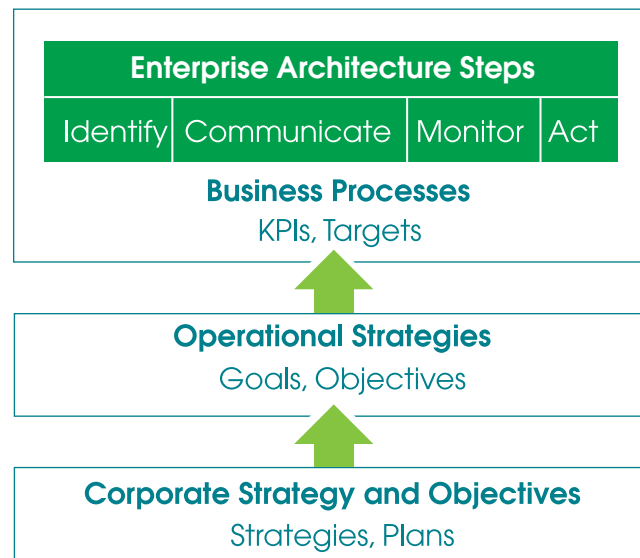 Enterprise Architecture Steps
Identify Communicate Monitor Act
Business Processes
KPIs, Targets
Operational Strategies
Goals, Objectives
Corporate Strategy and Objectives
Strategies, Plans